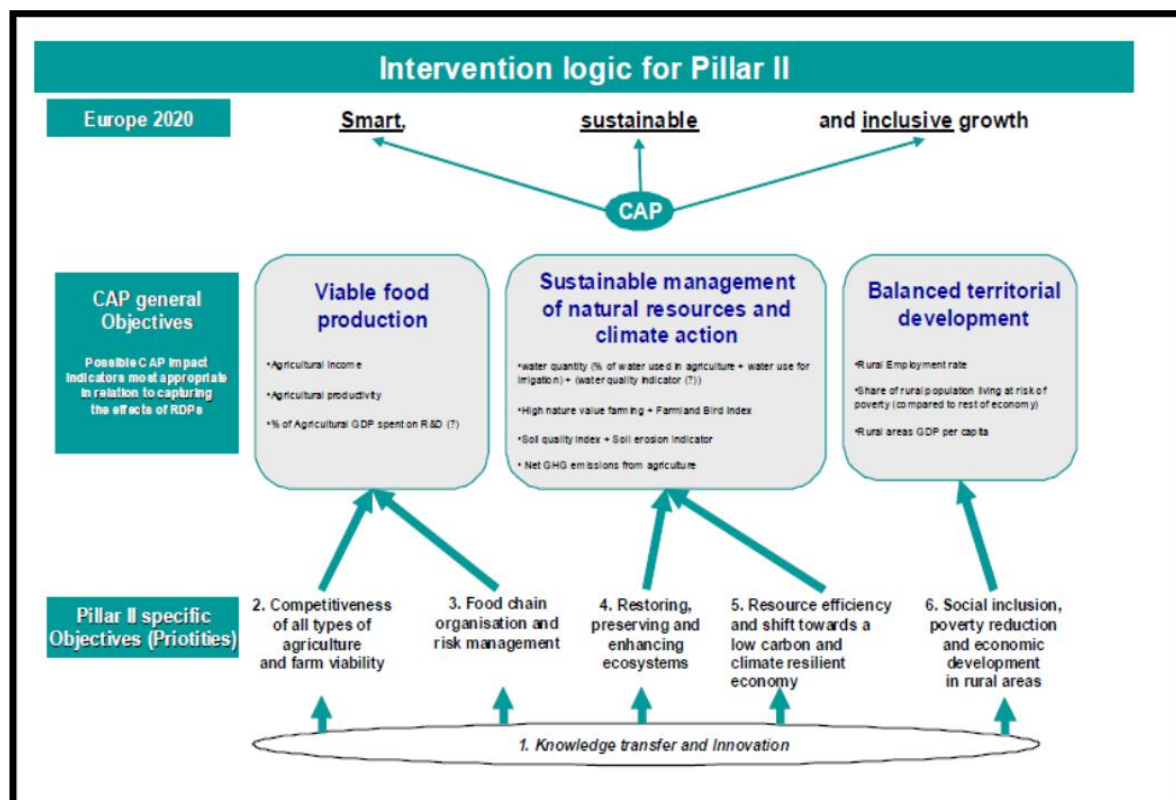 Intervention logic for Pillar II
Europe 2020
Smart,
sustainable
and inclusive growth
CAP
CAP general
Objectives
Possible CAP Impact
Indicators most appropriate
in relation to capturing
the effects of RDPs
Viable food
production
•Agricultural income
•Agricultural productivity
•% of Agricultural GDP spent on R&D (?)
Sustainable management
of natural resources and
climate action
•water quantity (% of water used in agriculture + water use for
irrigation) + (water quality indicator (?))
•High nature value farming + Farmland Bird Index
•Soil quality index + Soil erosion indicator
• Net GHG emissions from agriculture
Balanced territorial
development
•Rural Employment rate
•Share of rural population living at risk of
poverty (compared to rest of economy)
•Rural areas GDP per capita
Pillar II specific
Objectives (Priotities)
2. Competitiveness
of all types of
agriculture
and farm viability
3. Food chain
organisation and
risk management
4. Restoring,
preserving and
enhancing
ecosystems
5. Resource efficiency
and shift towards a
low carbon and
climate resilient
economy
6. Social inclusion,
poverty reduction
and economic
development
in rural areas
1. Knowledge transfer and Innovation